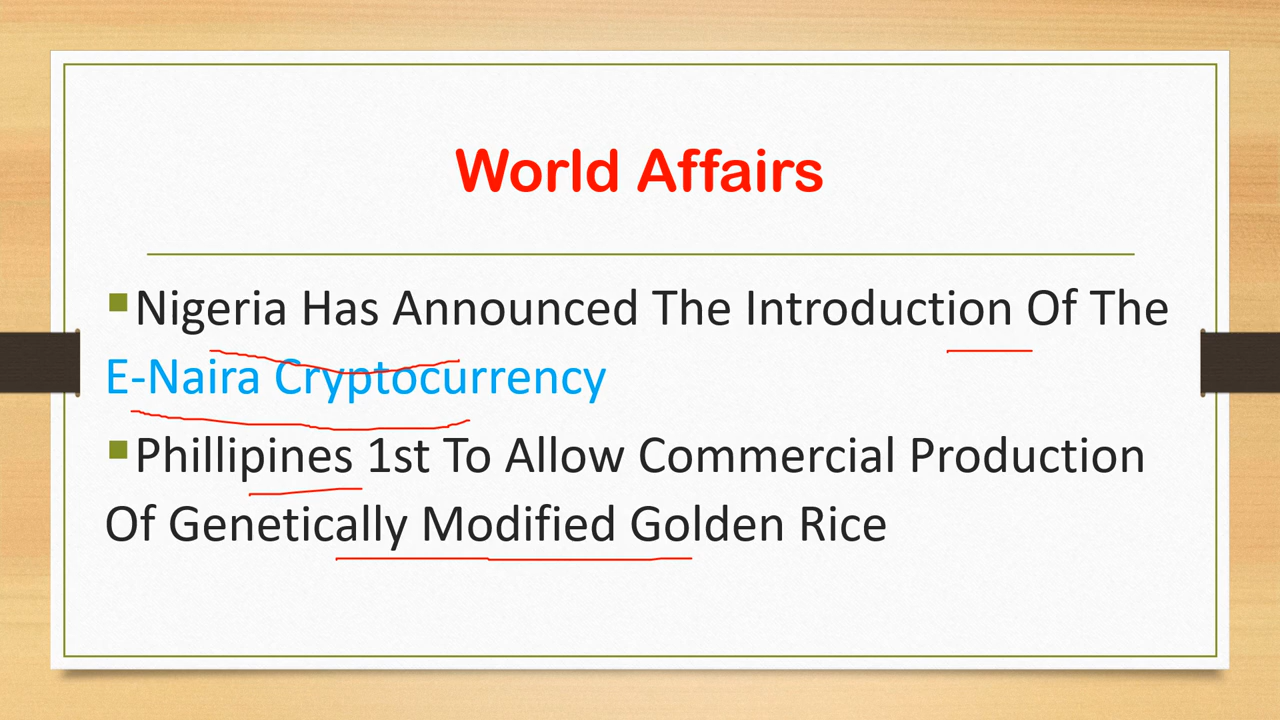 World Affairs
Nigeria Has Announced The Introduction Of The
E-Naira Cryptocurrency
Phillipines 1st To Allow Commercial Production
Of Genetically Modified Golden Rice